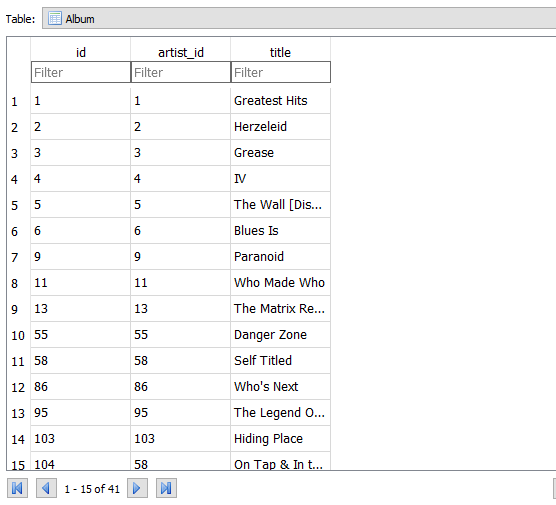 Table: Album
id artist_id title
Filter Filter Filter
1 1 1 Greatest Hits
2 2 2 Herzeleid
3 3 3 Grease
4 4 4 IV
5 5 5 The Wall [Dis...
6 6 6 Blues Is
7 9 9 Paranoid
8 11 11 Who Made Who
9 13 13 The Matrix Re...
10 55 55 Danger Zone
11 58 58 Self Titled
12 86 86 Who's Next
13 95 95 The Legend O...
14 103 103 Hiding Place
15 104 58 On Tap & In t...
1 - 15 of 41